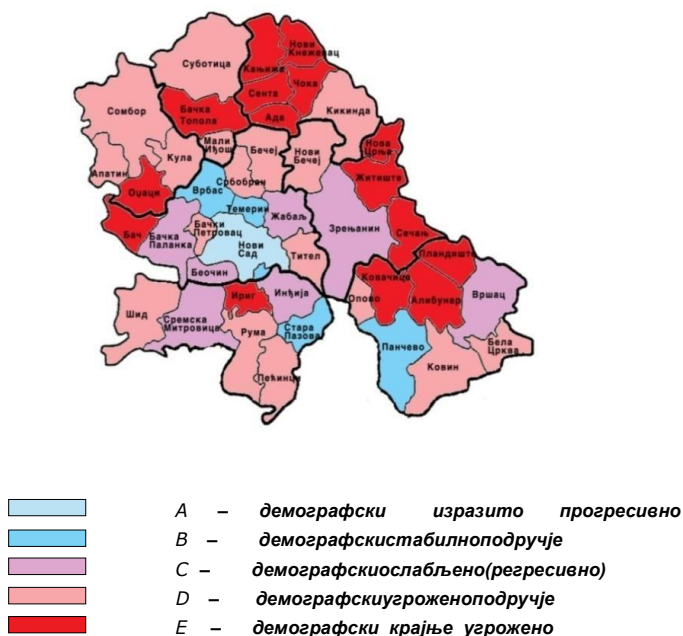 Суботица
Кањижа
Нови
Кнежевац
Сента
Чока
Бачка
Топола
Ада
Кикинда
Сомбор
Мали
Иђош
Бечеј
Нови
Бечеј
Нова
Црња
Апатин
Кула
Србобран
Житиште
Оџаци
Врбас
Темерин
Жабаљ
Зрењанин
Сечањ
Бач
Бачка
Паланка
Бачки
Петровац
Нови
Сад
Тител
Пландиште
Беочин
Ковачица
Шид
Сремска
Митровица
Ириг
Инђија
Опово
Алибунар
Вршац
Рума
Стара
Пазова
Панчево
Бела
Црква
Пећинци
Ковин
A – демографски изразито прогресивно
B – демографскистабилноподручје
C – демографскиослабљено(регресивно)
D – демографскиугроженоподручје
E – демографски крајње угрожено